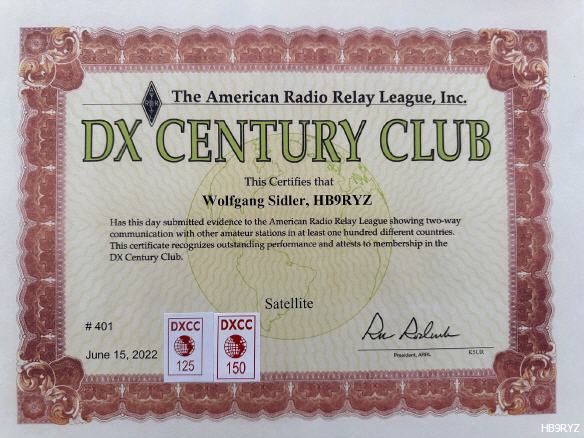 The American Radio Relay League, Inc.
DX CENTURY CLUB
This Certifies that
Wolfgang Sidler, HB9RYZ
Has this day submitted evidence to the American Radio Relay League showing two-way
communication with other amateur stations in at least one hundred different countries.
This certificate recognizes outstanding performance and attests to membership in the
DX Century Club.
Satellite
# 401
June 15, 2022
DXCC
125
DXCC
150
President, ARRL
K5UR
HB9RYZ